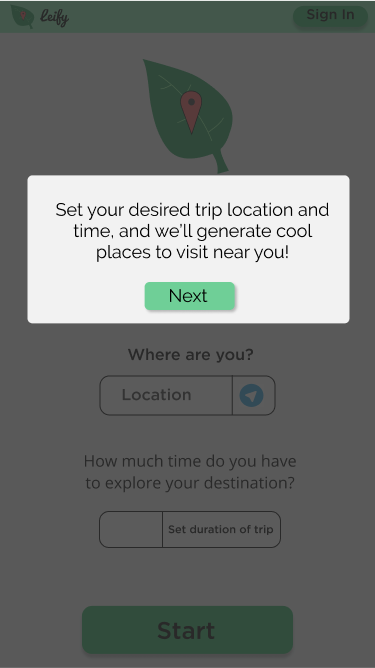 Leify
Sign In
Set your desired trip location and
time, and we'll generate cool
places to visit near you!
Next
Where are you?
Location
How much time do you have
to explore your destination?
Set duration of trip
Start